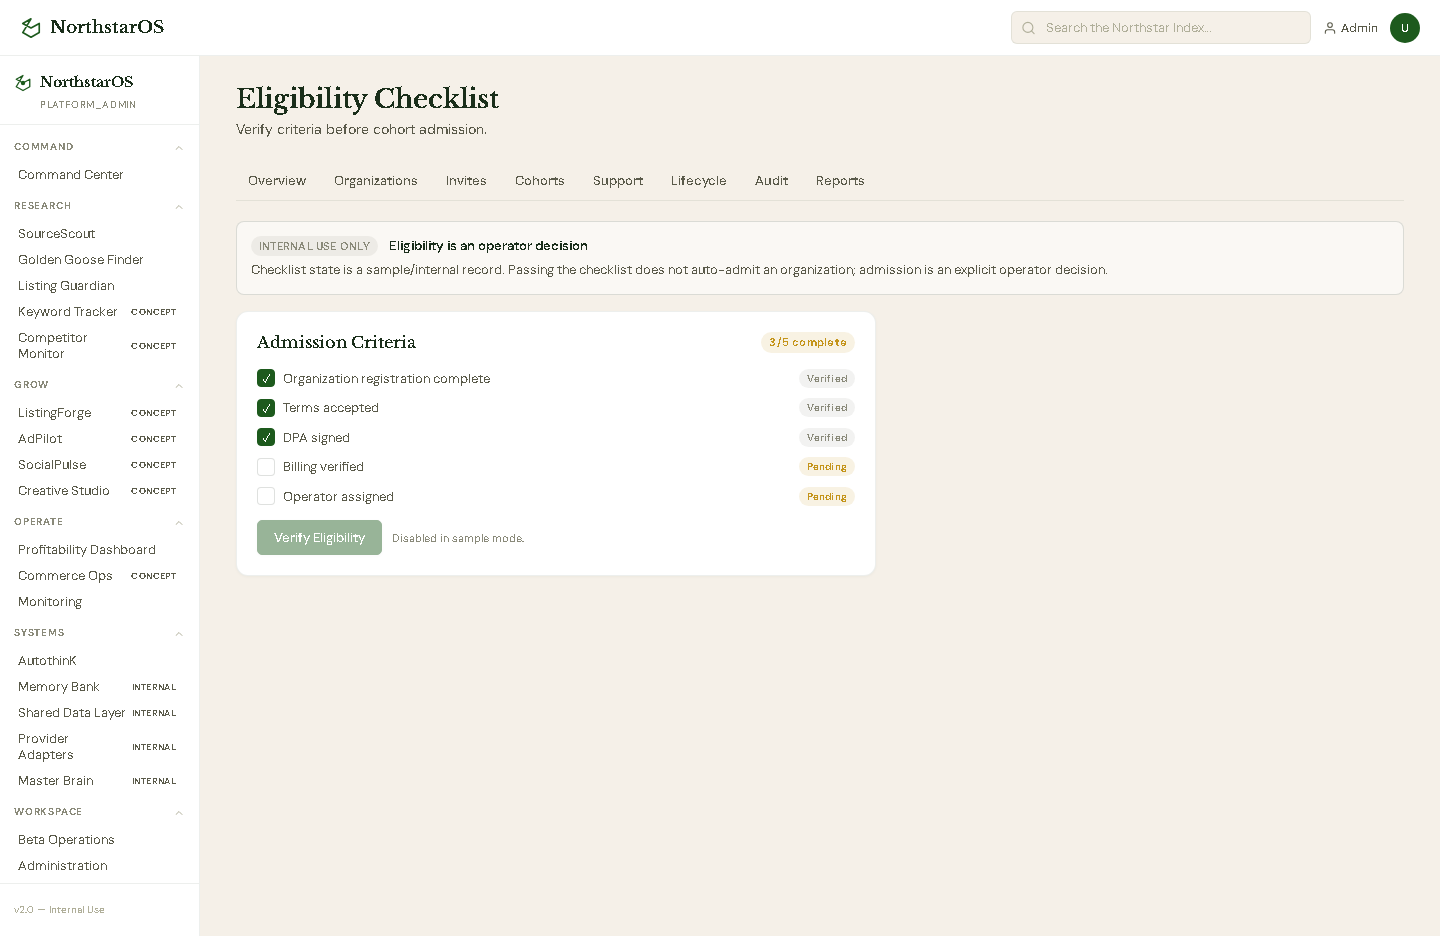 NorthstarOS
Search the Northstar Index...
Admin
U
NorthstarOS
PLATFORM_ADMIN
COMMAND
Command Center
RESEARCH
SourceScout
Golden Goose Finder
Listing Guardian
Keyword Tracker CONCEPT
Competitor
Monitor CONCEPT
GROW
ListingForge CONCEPT
AdPilot CONCEPT
SocialPulse CONCEPT
Creative Studio CONCEPT
OPERATE
Profitability Dashboard
Commerce Ops CONCEPT
Monitoring
SYSTEMS
AutothinK
Memory Bank INTERNAL
Shared Data Layer INTERNAL
Provider
Adapters INTERNAL
Master Brain INTERNAL
WORKSPACE
Beta Operations
Administration
v2.0 — Internal Use
Eligibility Checklist
Verify criteria before cohort admission.
Overview Organizations Invites Cohorts Support Lifecycle Audit Reports
INTERNAL USE ONLY Eligibility is an operator decision
Checklist state is a sample/internal record. Passing the checklist does not auto-admit an organization; admission is an explicit operator decision.
Admission Criteria 3/5 complete
✓ Organization registration complete Verified
✓ Terms accepted Verified
✓ DPA signed Verified
Billing verified Pending
Operator assigned Pending
Verify Eligibility Disabled in sample mode.